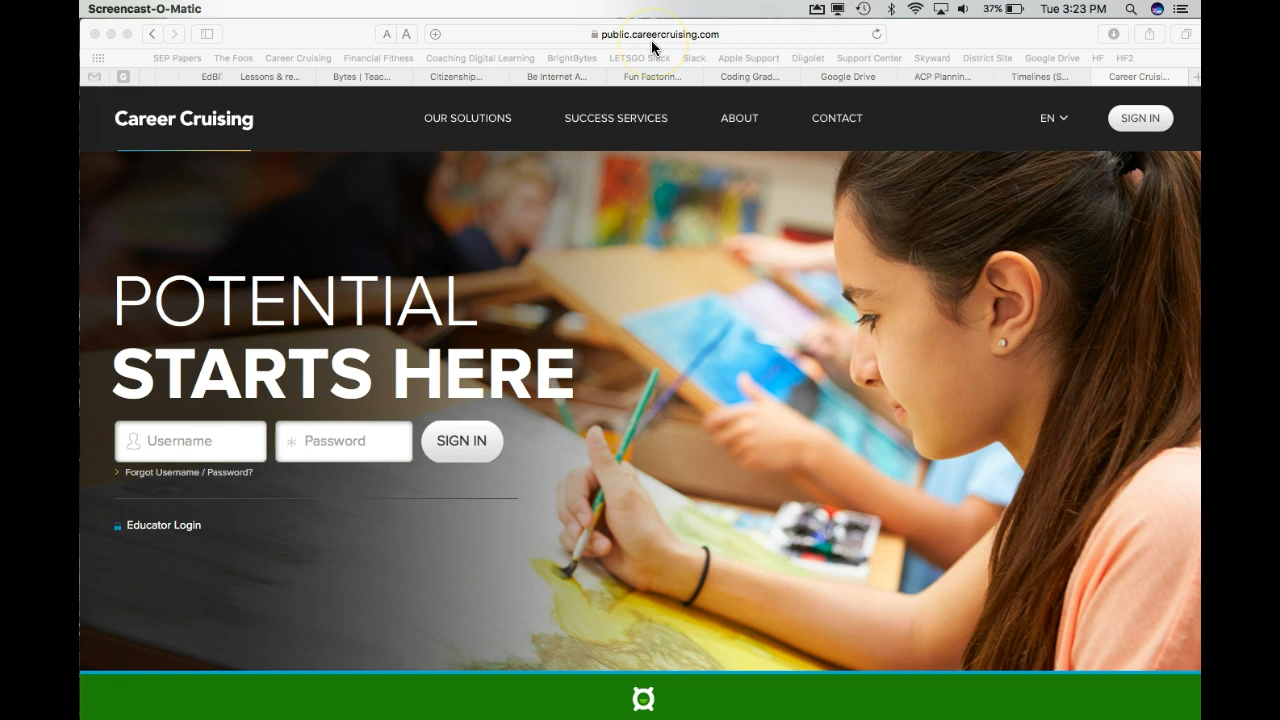 Screencast-O-Matic
37%
Tue 3:23 PM
A A
public.careercruising.com
SEP Papers The Foos Career Cruising Financial Fitness Coaching Digital Learning BrightBytes LETSGO Slack Slack Apple Support Diigolet Support Center Skyward District Site Google Drive HF HF2
G EdB Lessons & re... Bytes | Teac... Citizenship... Be Internet A... Fun Factorin... Coding Grad... Google Drive ACP Plannin... Timelines (S... Career Cruisi...
Career Cruising OUR SOLUTIONS SUCCESS SERVICES ABOUT CONTACT EN SIGN IN
POTENTIAL
STARTS HERE
Username Password SIGN IN
Forgot Username / Password?
Educator Login